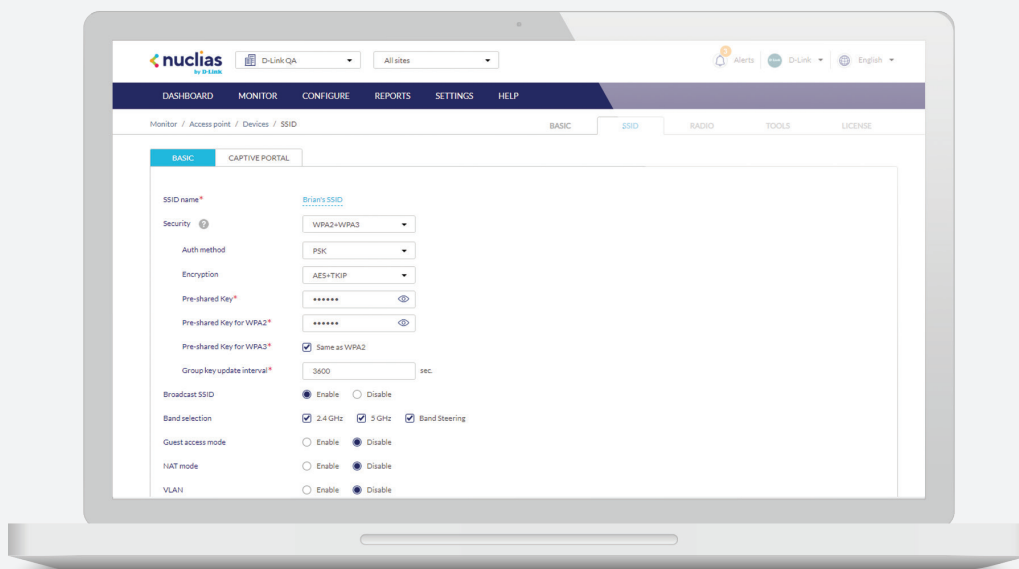 nuclias
by D-Link
D-Link QA
All sites
2
Alerts
D-Link
English
DASHBOARD MONITOR CONFIGURE REPORTS SETTINGS HELP
Monitor / Access point / Devices / SSID
BASIC SSID RADIO TOOLS LICENSE
BASIC CAPTIVE PORTAL
SSID name* Brian's SSID
Security ? WPA2+WPA3
Auth method PSK
Encryption AES+TKIP
Pre-shared Key* ••••••
Pre-shared Key for WPA2* ••••••
Pre-shared Key for WPA3* Same as WPA2
Group key update interval* 3600 sec.
Broadcast SSID Enable Disable
Band selection 2.4 GHz 5 GHz Band Steering
Guest access mode Enable Disable
NAT mode Enable Disable
VLAN Enable Disable